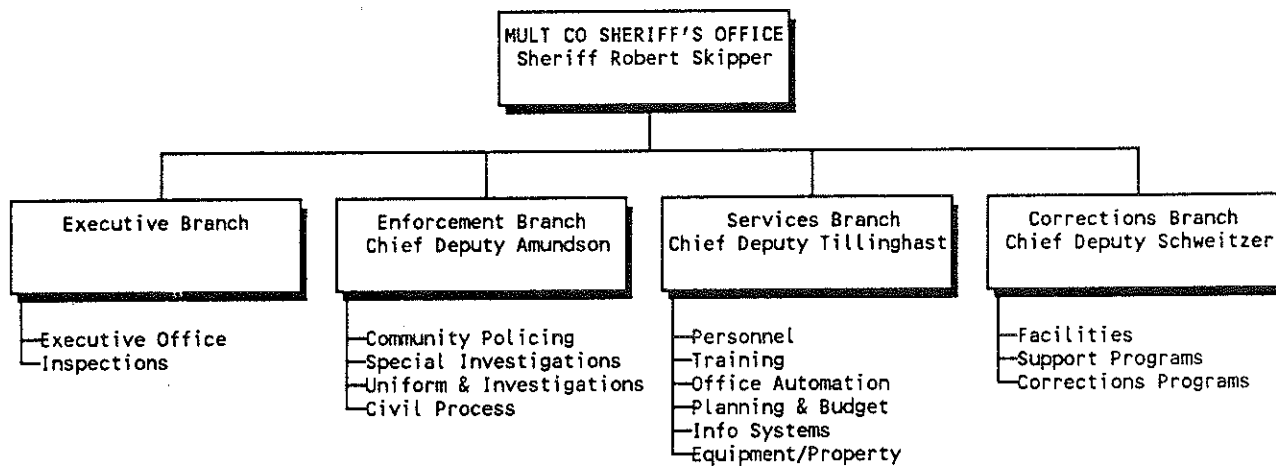 MULT CO SHERIFF'S OFFICE
Sheriff Robert Skipper
Executive Branch
Enforcement Branch
Chief Deputy Amundson
Services Branch
Chief Deputy Tillinghast
Corrections Branch
Chief Deputy Schweitzer
Executive Office
Inspections
Community Policing
Special Investigations
Uniform & Investigations
Civil Process
Personnel
Training
Office Automation
Planning & Budget
Info Systems
Equipment/Property
Facilities
Support Programs
Corrections Programs